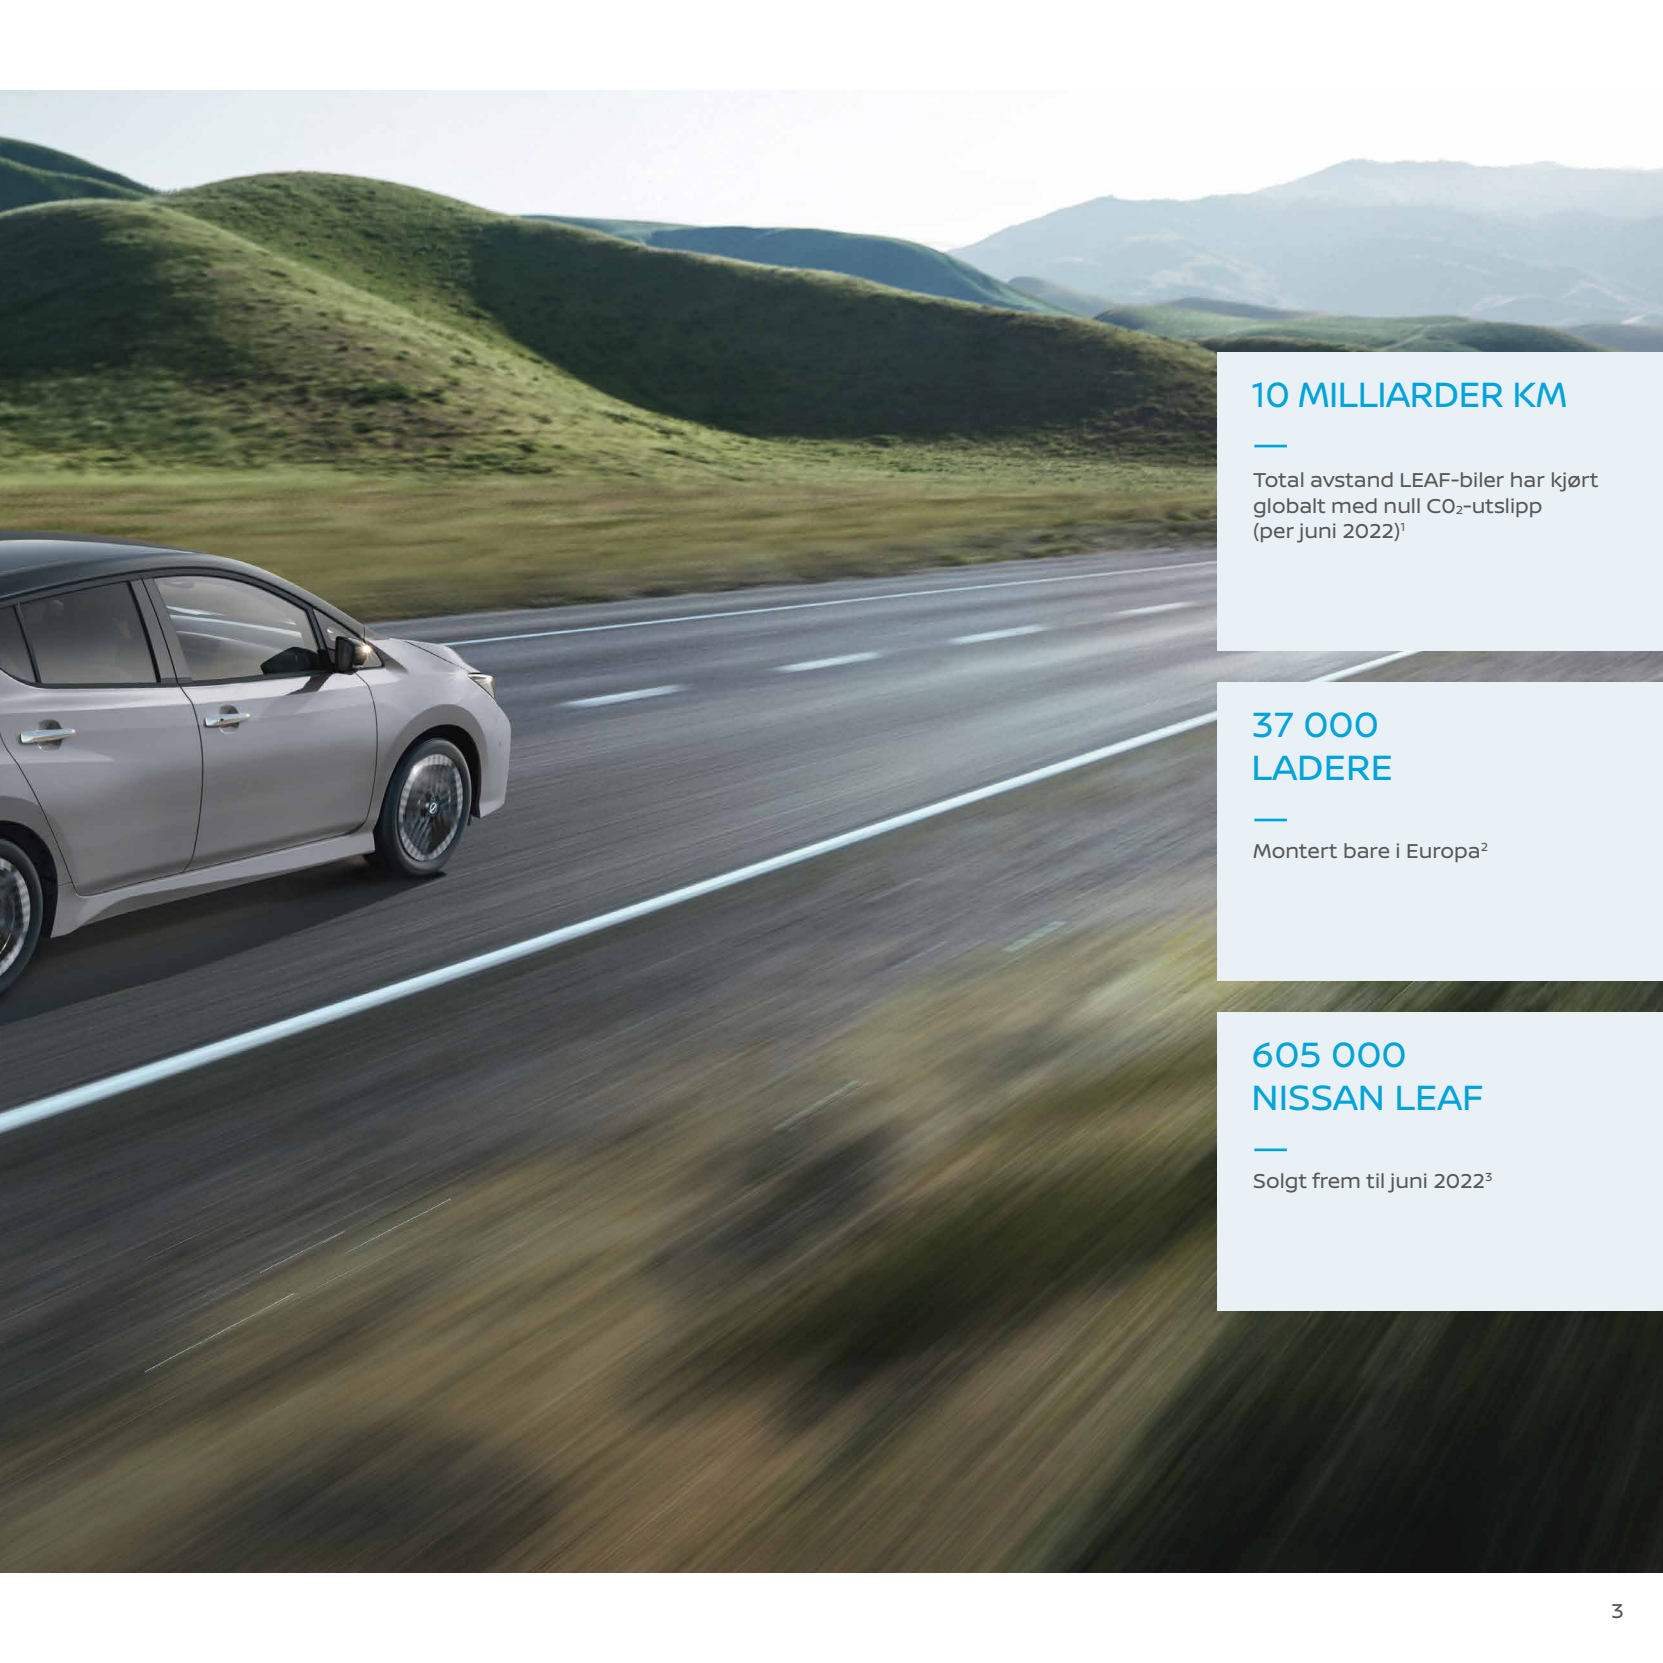 10 MILLIARDER KM
Total avstand LEAF-biler har kjørt
globalt med null C0₂-utslipp
(per juni 2022)¹
37 000
LADERE
Montert bare i Europa²
605 000
NISSAN LEAF
Solgt frem til juni 2022³
3